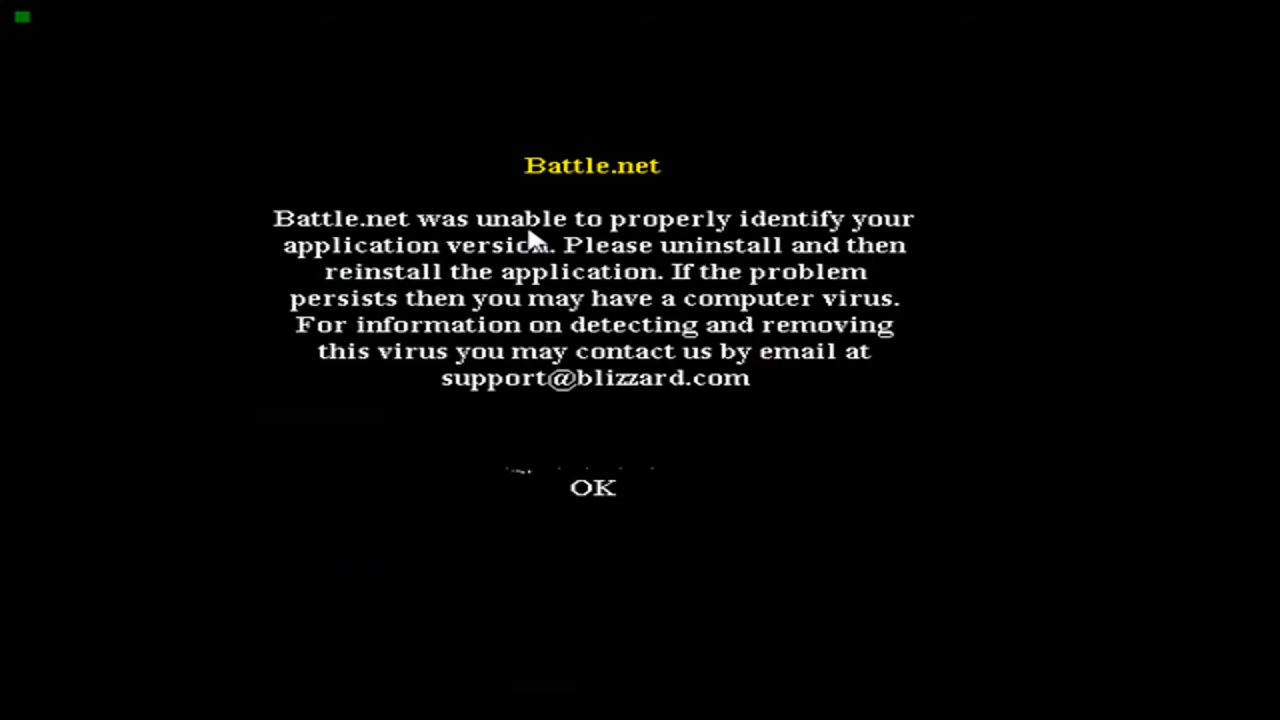 Battle.net
Battle.net was unable to properly identify your
application version. Please uninstall and then
reinstall the application. If the problem
persists then you may have a computer virus.
For information on detecting and removing
this virus you may contact us by email at
support@blizzard.com
OK